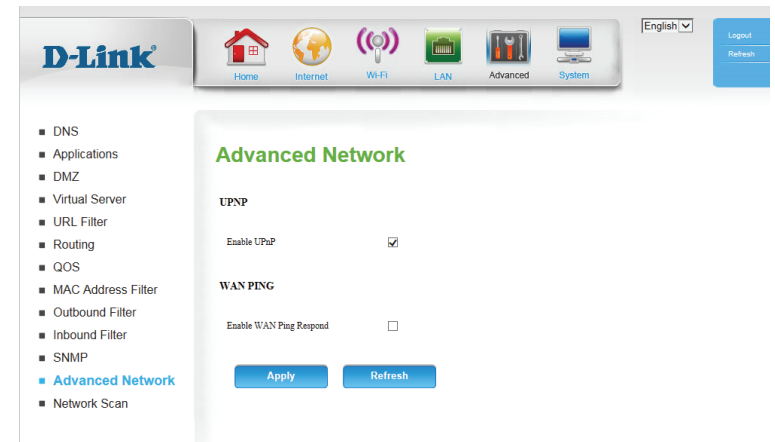 English
Logout
D-Link®
Refresh
Home Internet Wi-Fi LAN Advanced System
DNS
Applications
DMZ
Virtual Server
URL Filter
Routing
QOS
MAC Address Filter
Outbound Filter
Inbound Filter
SNMP
Advanced Network
Network Scan
Advanced Network
UPNP
Enable UPnP
WAN PING
Enable WAN Ping Respond
Apply Refresh